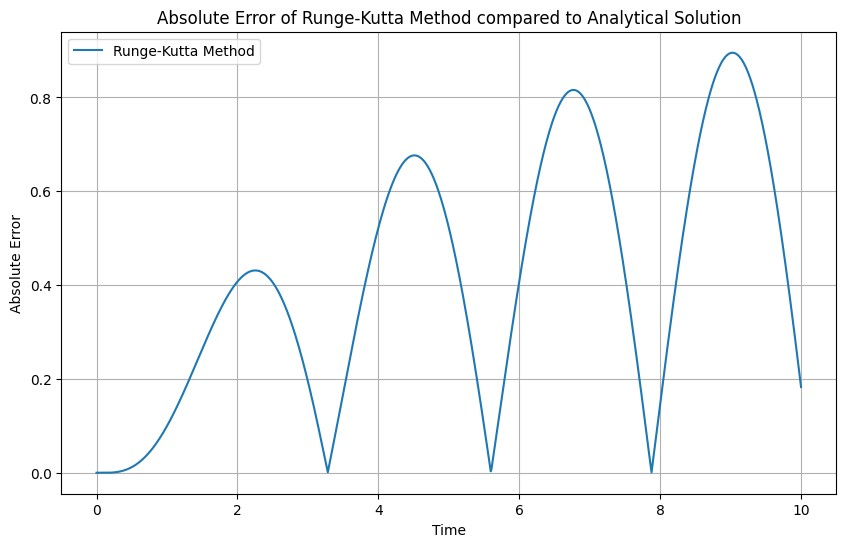 Absolute Error of Runge-Kutta Method compared to Analytical Solution
Runge-Kutta Method
Absolute Error
0.8
0.6
0.4
0.2
0.0
0 2 4 6 8 10
Time